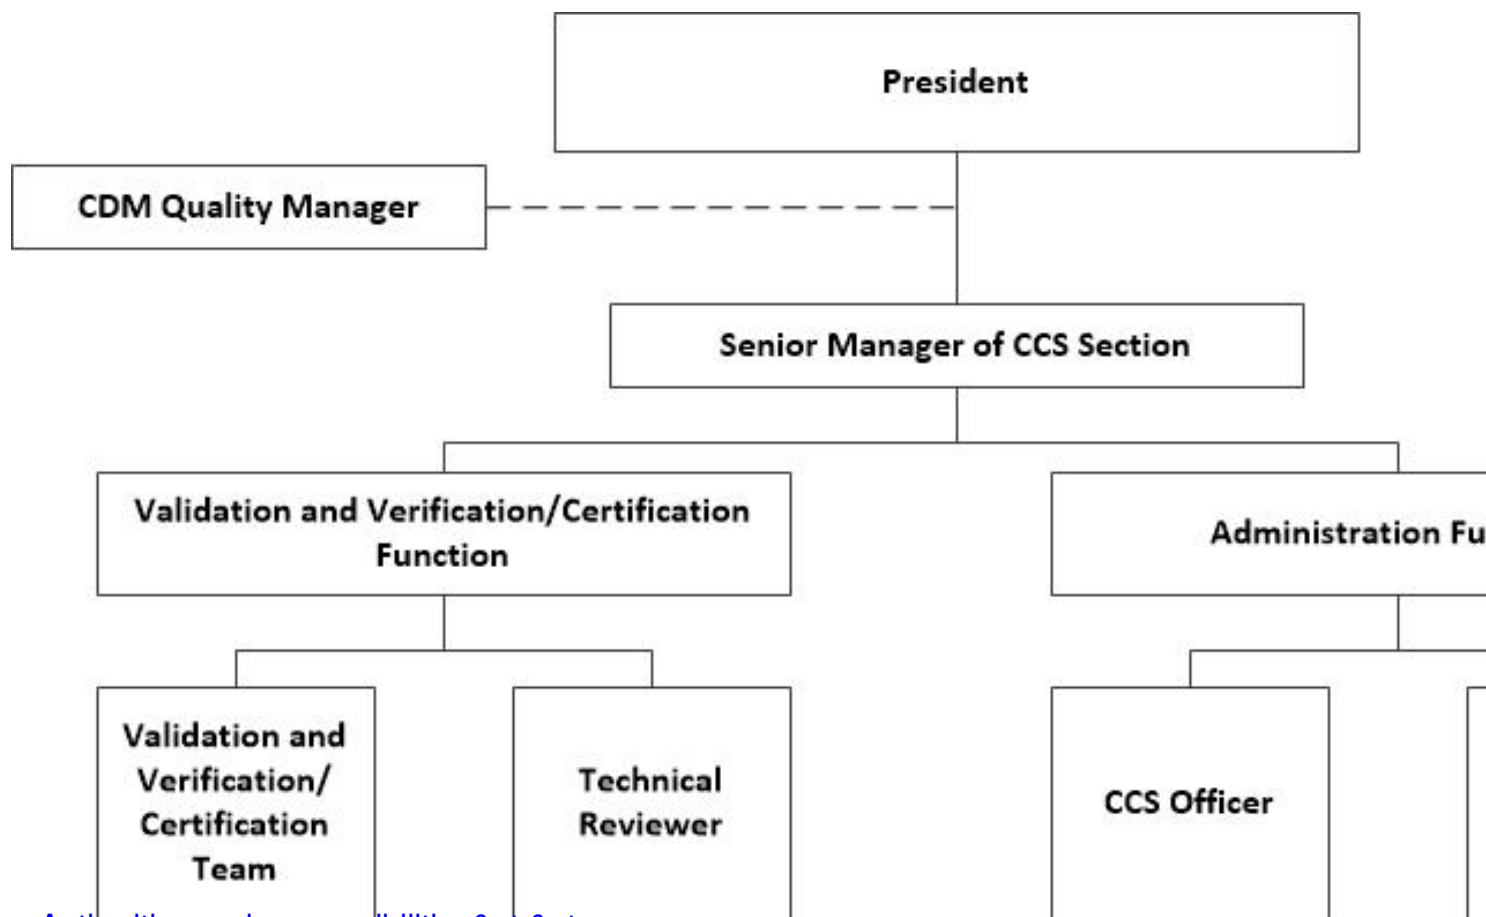 President
CDM Quality Manager
Senior Manager of CCS Section
Validation and Verification/Certification
Function
Administration Fu
Validation and
Verification/
Certification
Team
Technical
Reviewer
CCS Officer